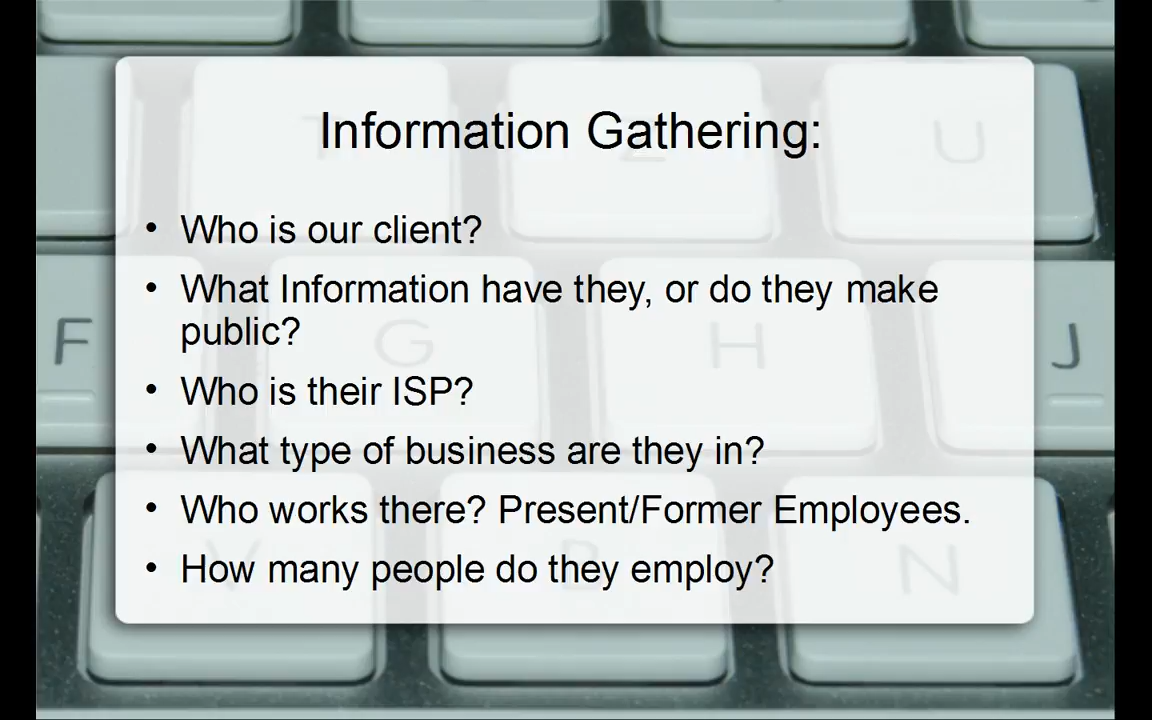 Information Gathering:
• Who is our client?
• What Information have they, or do they make
public?
• Who is their ISP?
• What type of business are they in?
• Who works there? Present/Former Employees.
• How many people do they employ?
U
F
G
H
J
V
B
N